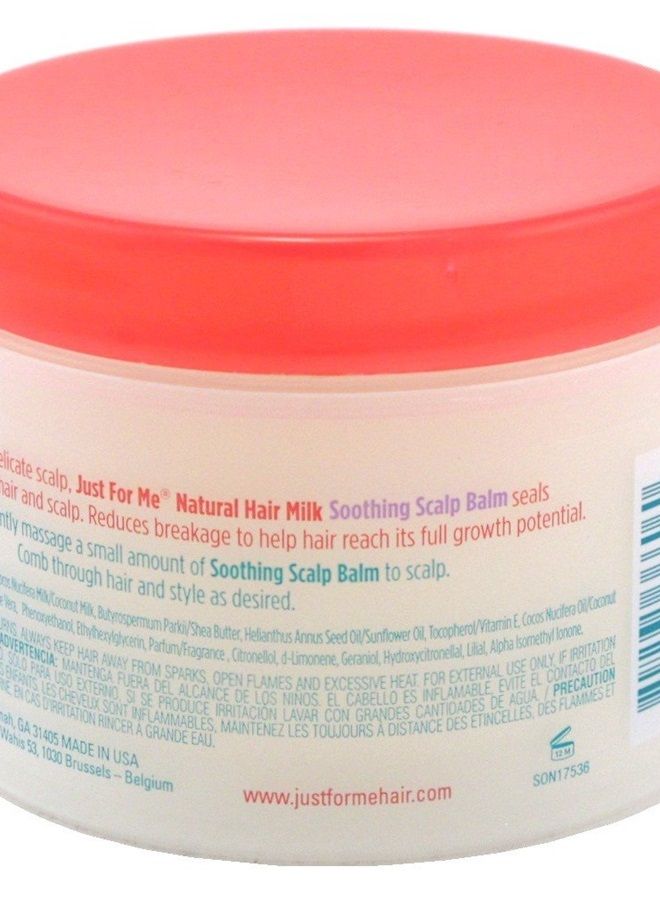 elicate scalp, Just For Me® Natural Hair Milk Soothing Scalp Balm seals
hair and scalp. Reduces breakage to help hair reach its full growth potential.
ntly massage a small amount of Soothing Scalp Balm to scalp.
Comb through hair and style as desired.
ocos Nucifera Milk/Coconut Milk, Butyrospermum Parkii/Shea Butter, Helianthus Annus Seed Oil/Sunflower Oil, Tocopherol/Vitamin E, Cocos Nucifera Oil/Coconut
e Vera, Phenoxyethanol, Ethylhexylglycerin, Parfum/Fragrance, Citronellol, d-Limonene, Geraniol, Hydroxycitronellal, Lilial, Alpha Isomethyl Ionone.
URNS. ALWAYS KEEP HAIR AWAY FROM SPARKS, OPEN FLAMES AND EXCESSIVE HEAT. FOR EXTERNAL USE ONLY. IF IRRITATION
ADVERTENCIA: MANTENGA FUERA DEL ALCANCE DE LOS NINOS. EL CABELLO ES INFLAMABLE, EVITE EL CONTACTO DEL
SOLO PARA USO EXTERNO. SI SE PRODUCE IRRITACIÓN LAVAR CON GRANDES CANTIDADES DE AGUA. / PRECAUTION
ENFANTS. LES CHEVEUX SONT INFLAMMABLES, MAINTENEZ LES TOUJOURS À DISTANCE DES ETINCELLES, DES FLAMMES ET
NE. EN CAS D'IRRITATION RINCER À GRANDE EAU.
nah, GA 31405 MADE IN USA
Wahis 53, 1030 Brussels – Belgium
12 M
SON17536
www.justformehair.com